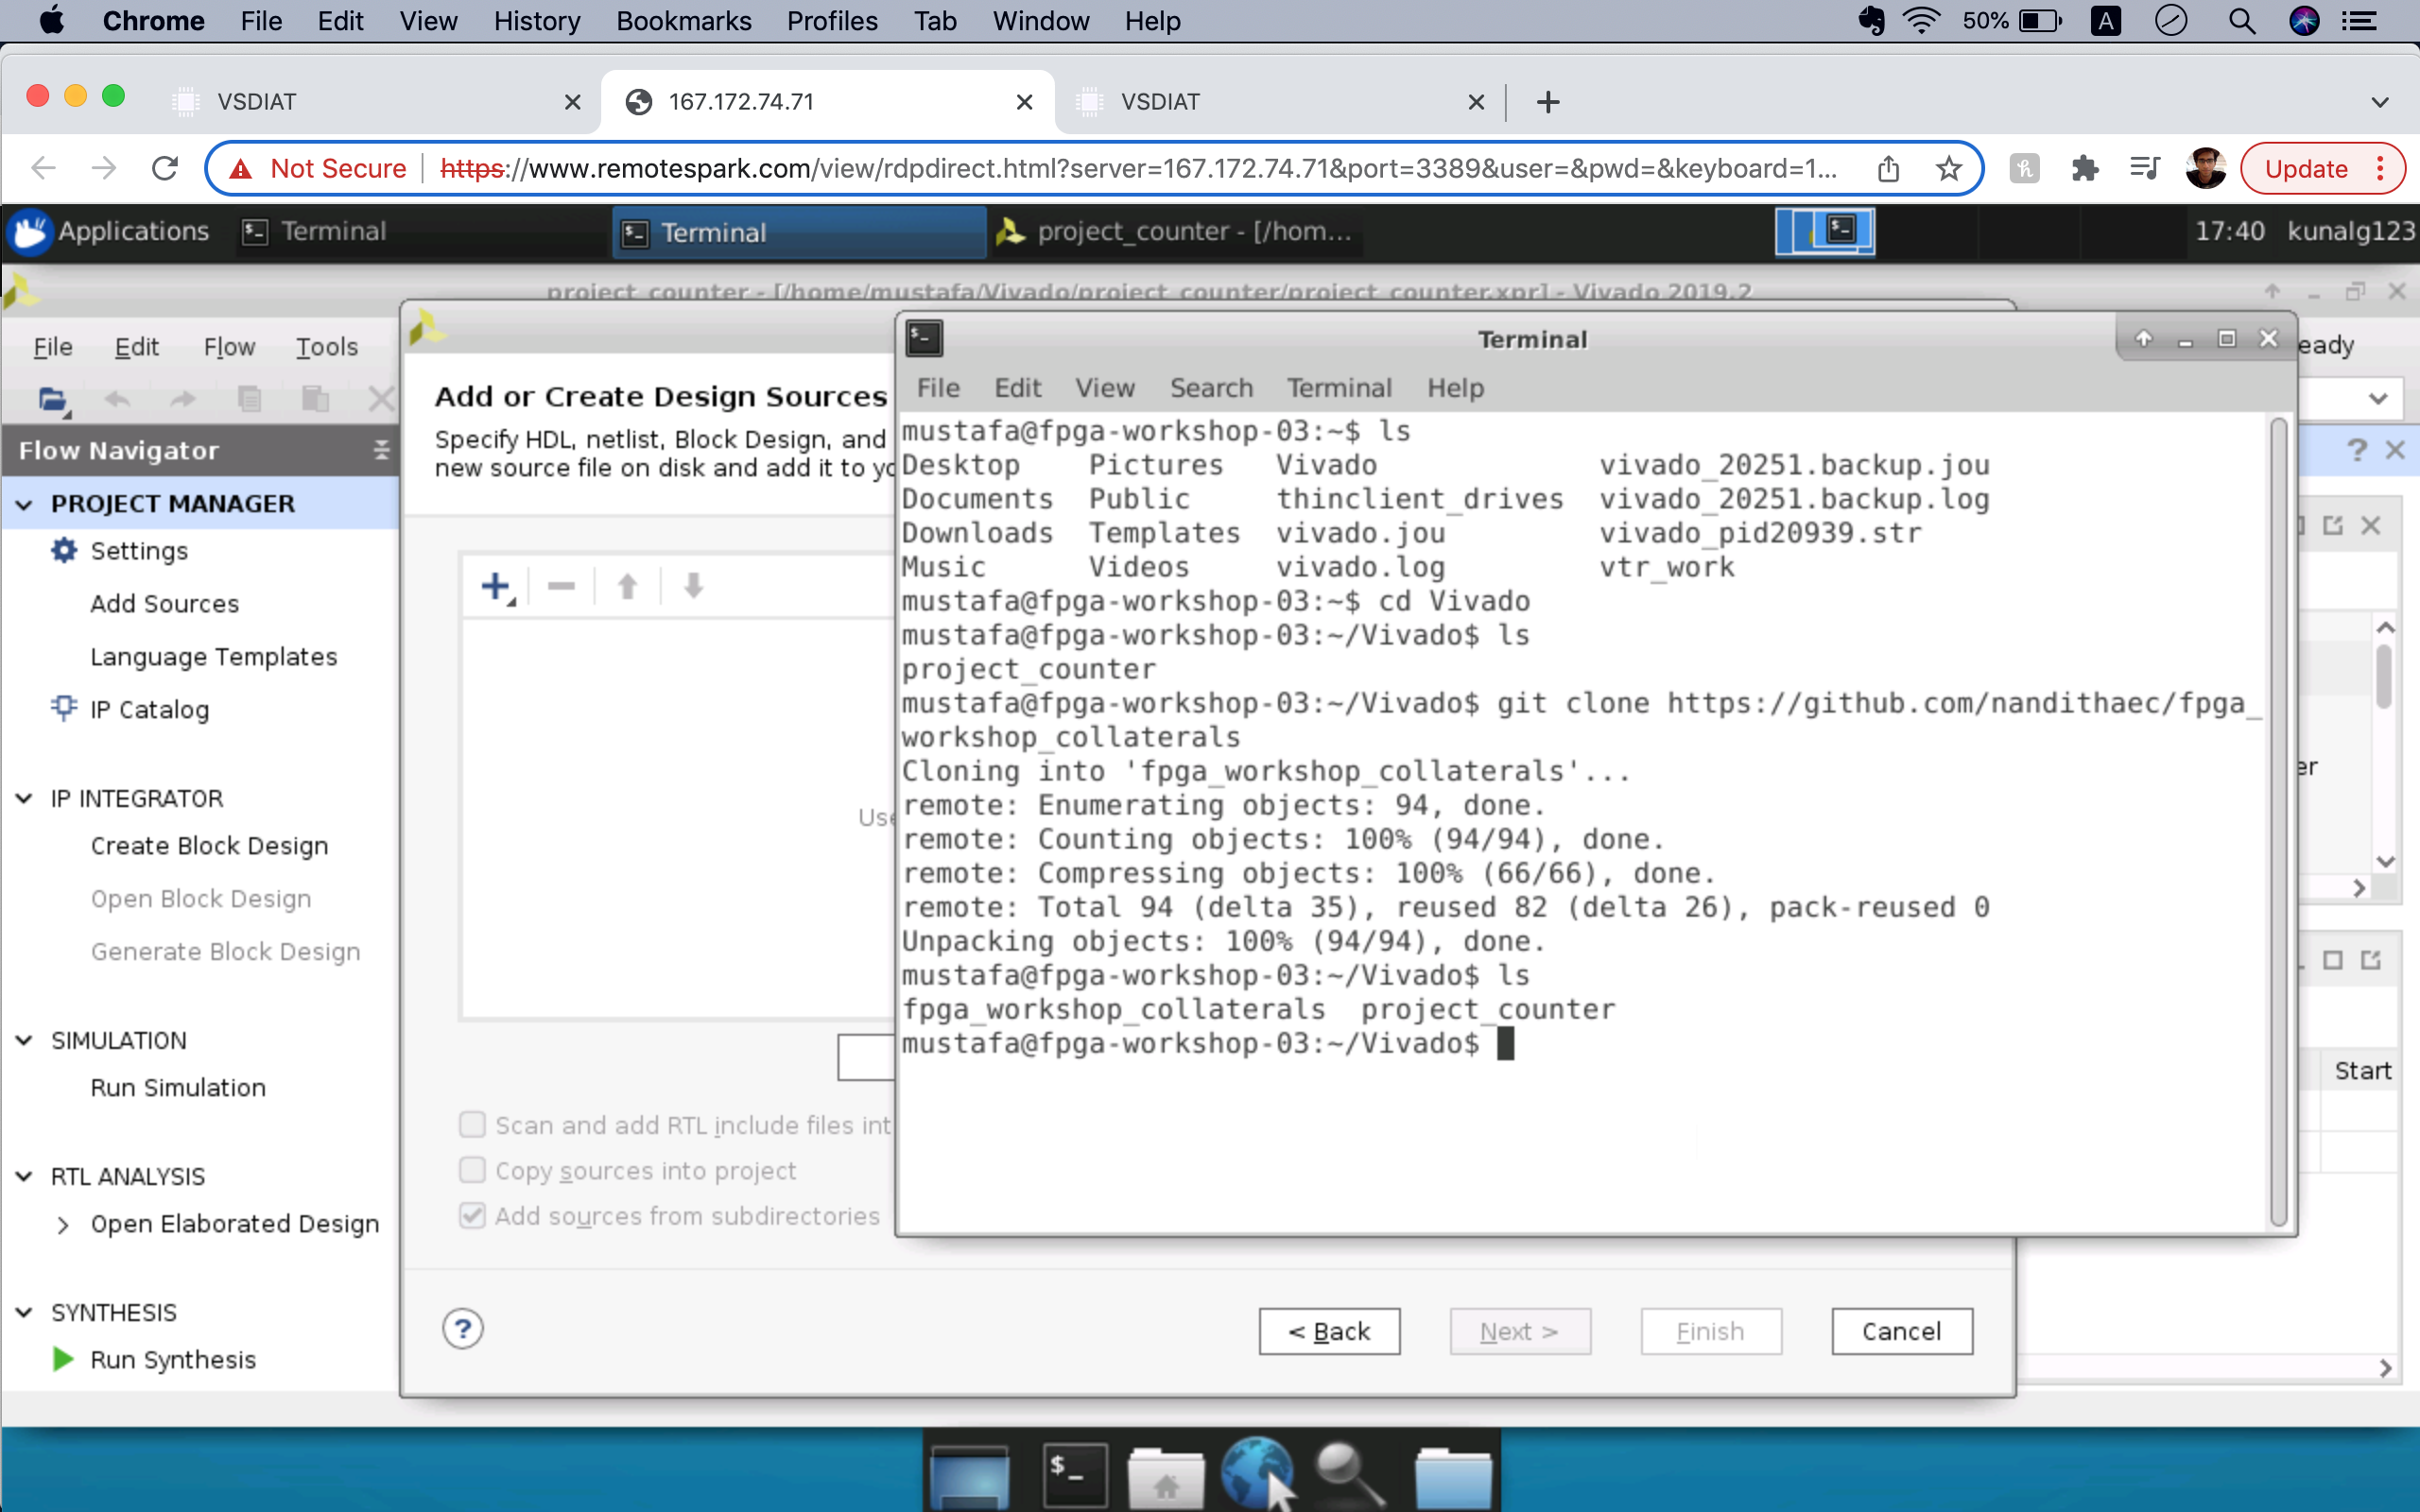 Chrome File Edit View History Bookmarks Profiles Tab Window Help 50% A
VSDIAT 167.172.74.71 VSDIAT
Not Secure https://www.remotespark.com/view/rdpdirect.html?server=167.172.74.71&port=3389&user=&pwd=&keyboard=1... Update
Applications Terminal Terminal project_counter - [/hom... 17:40 kunalg123
project_counter - [/home/mustafa/Vivado/project_counter/project_counter.xpr] - Vivado 2019.2
File Edit Flow Tools eady
Flow Navigator
PROJECT MANAGER
Settings
Add Sources
Language Templates
IP Catalog
IP INTEGRATOR
Create Block Design
Open Block Design
Generate Block Design
SIMULATION
Run Simulation
RTL ANALYSIS
Open Elaborated Design
SYNTHESIS
Run Synthesis
Add or Create Design Sources
Specify HDL, netlist, Block Design, and
new source file on disk and add it to yo
Use
Scan and add RTL include files int
Copy sources into project
Add sources from subdirectories
? < Back Next > Finish Cancel
Terminal
File Edit View Search Terminal Help
mustafa@fpga-workshop-03:~$ ls
Desktop Pictures Vivado vivado_20251.backup.jou
Documents Public thinclient_drives vivado_20251.backup.log
Downloads Templates vivado.jou vivado_pid20939.str
Music Videos vivado.log vtr_work
mustafa@fpga-workshop-03:~$ cd Vivado
mustafa@fpga-workshop-03:~/Vivado$ ls
project_counter
mustafa@fpga-workshop-03:~/Vivado$ git clone https://github.com/nandithaec/fpga_
workshop_collaterals
Cloning into 'fpga_workshop_collaterals'...
remote: Enumerating objects: 94, done.
remote: Counting objects: 100% (94/94), done.
remote: Compressing objects: 100% (66/66), done.
remote: Total 94 (delta 35), reused 82 (delta 26), pack-reused 0
Unpacking objects: 100% (94/94), done.
mustafa@fpga-workshop-03:~/Vivado$ ls
fpga_workshop_collaterals project_counter
mustafa@fpga-workshop-03:~/Vivado$
?
er
Start
$_